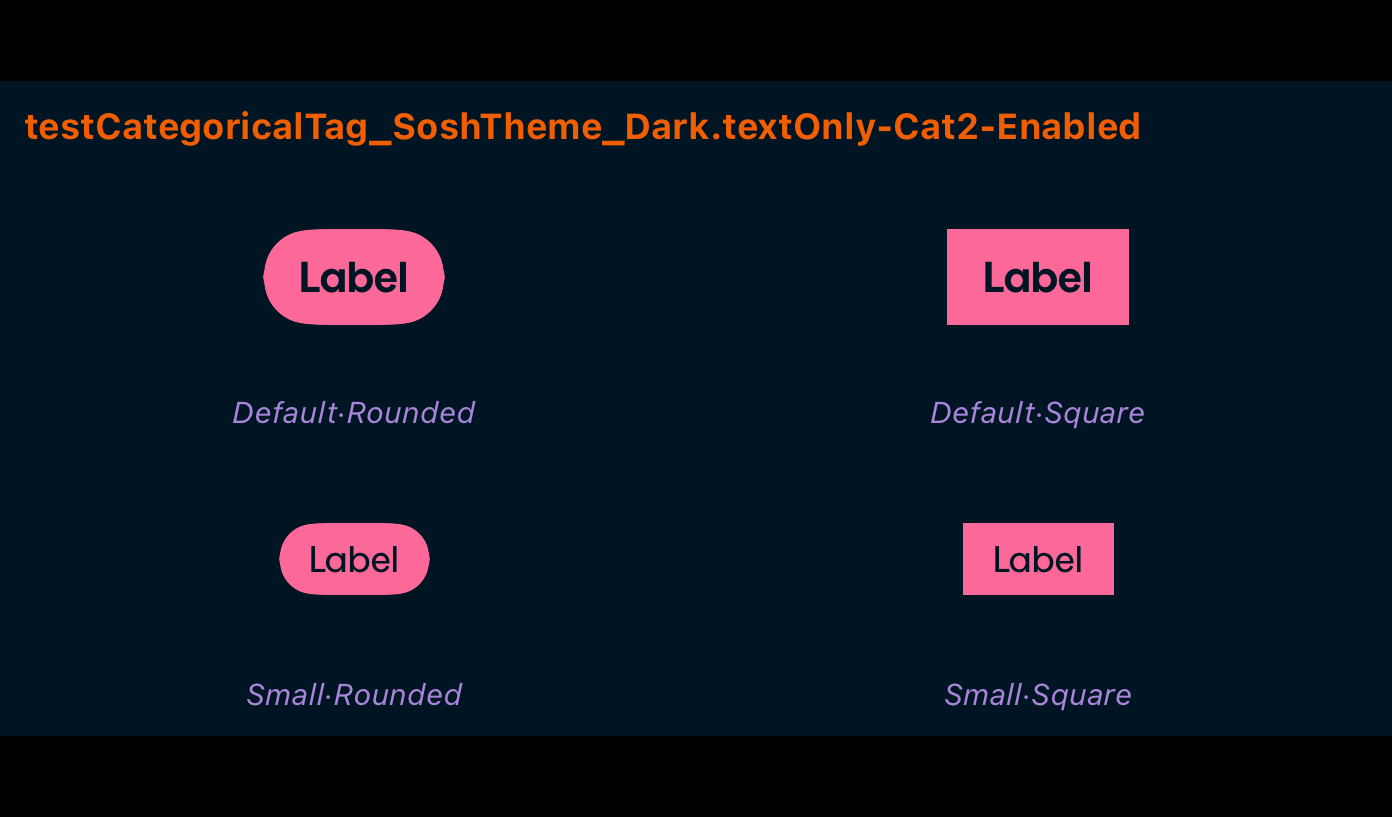 testCategoricalTag_SoshTheme_Dark.textOnly-Cat2-Enabled
Label
Label
Default·Rounded
Default·Square
Label
Label
Small·Rounded
Small·Square